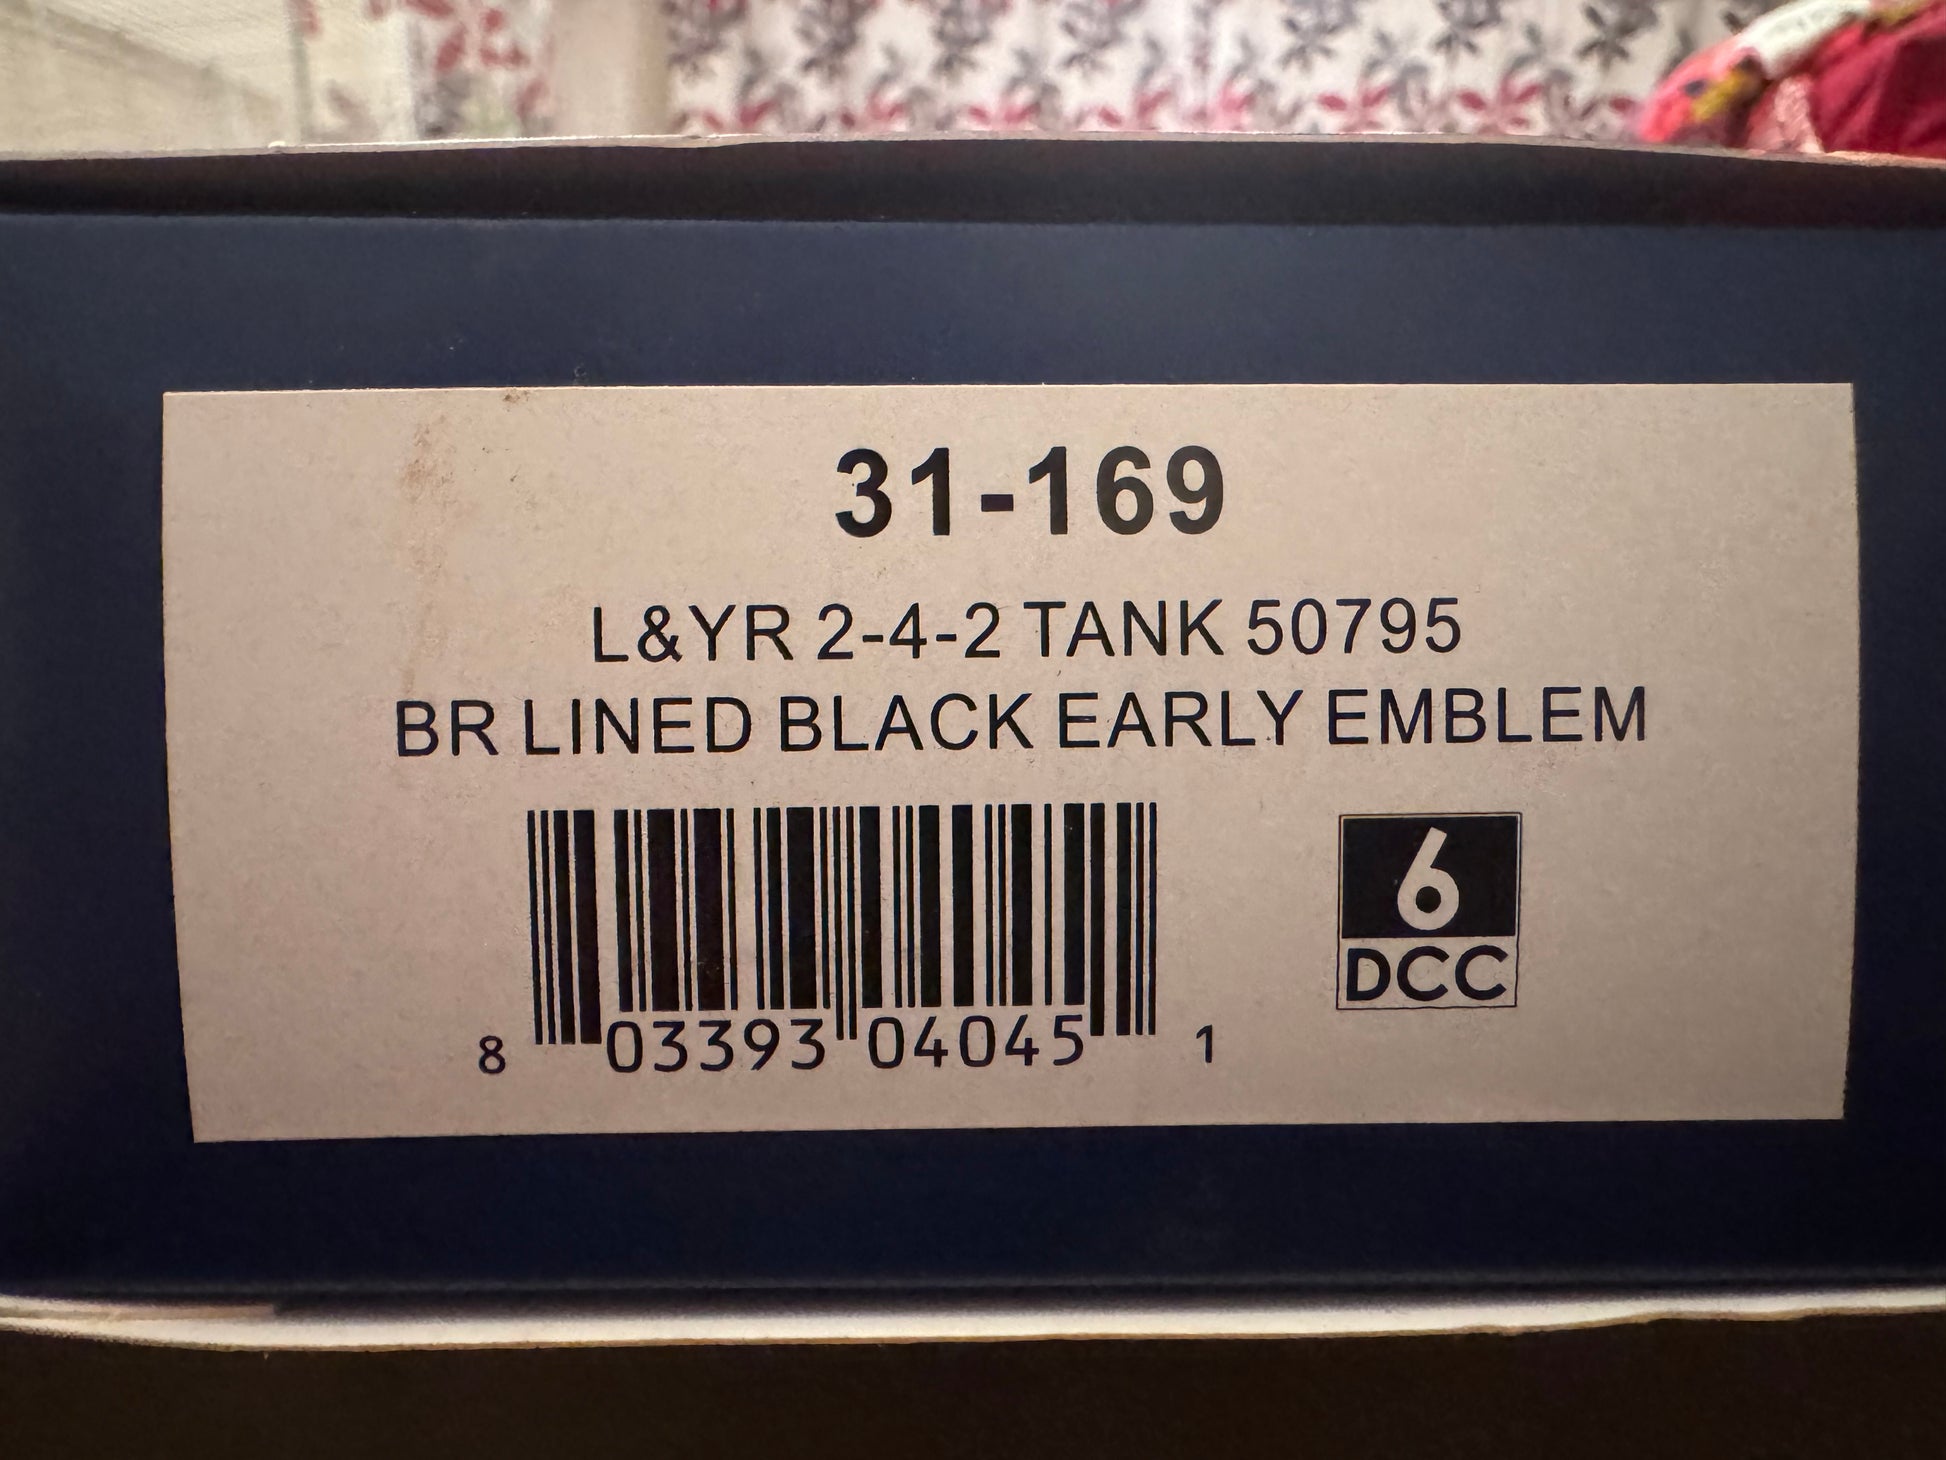 31-169
L&YR 2-4-2 TANK 50795
BR LINED BLACK EARLY EMBLEM
6
DCC
8 03393 04045 1